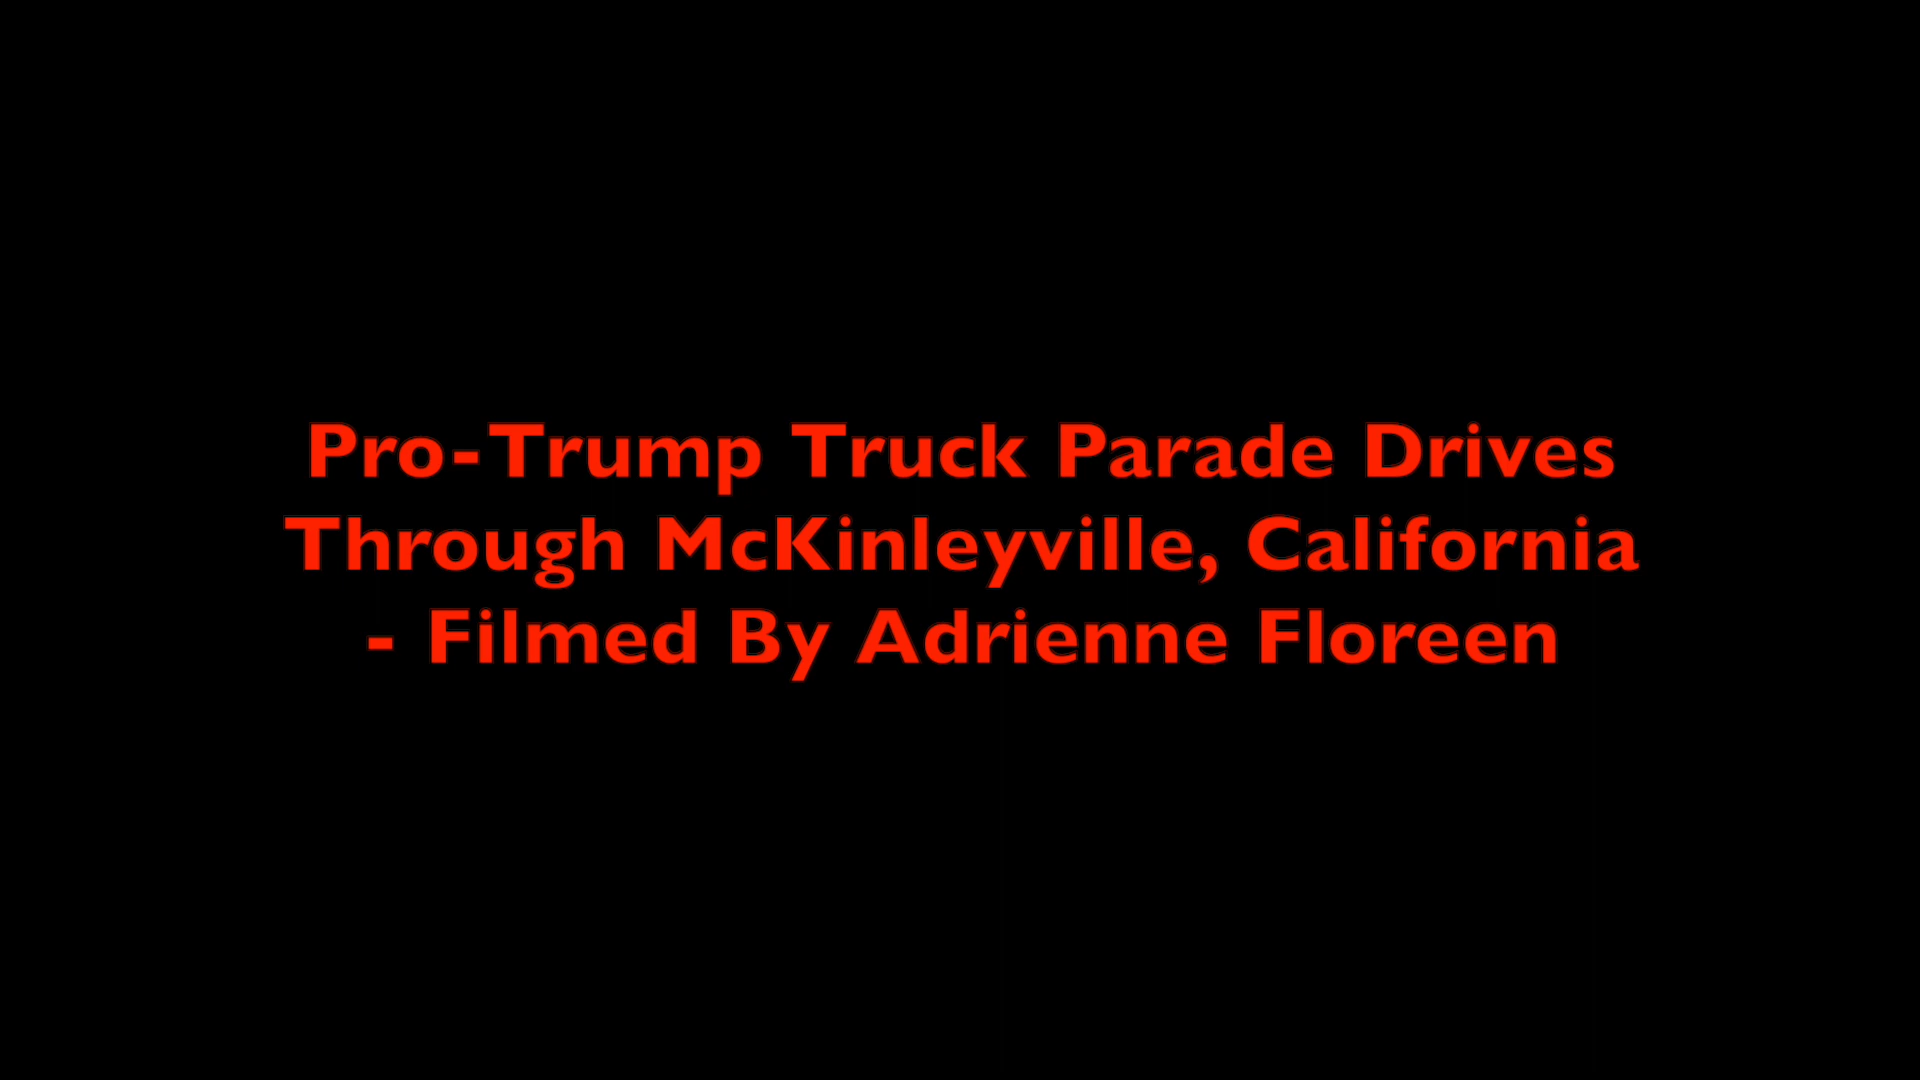 Pro-Trump Truck Parade Drives
Through McKinleyville, California
- Filmed By Adrienne Floreen